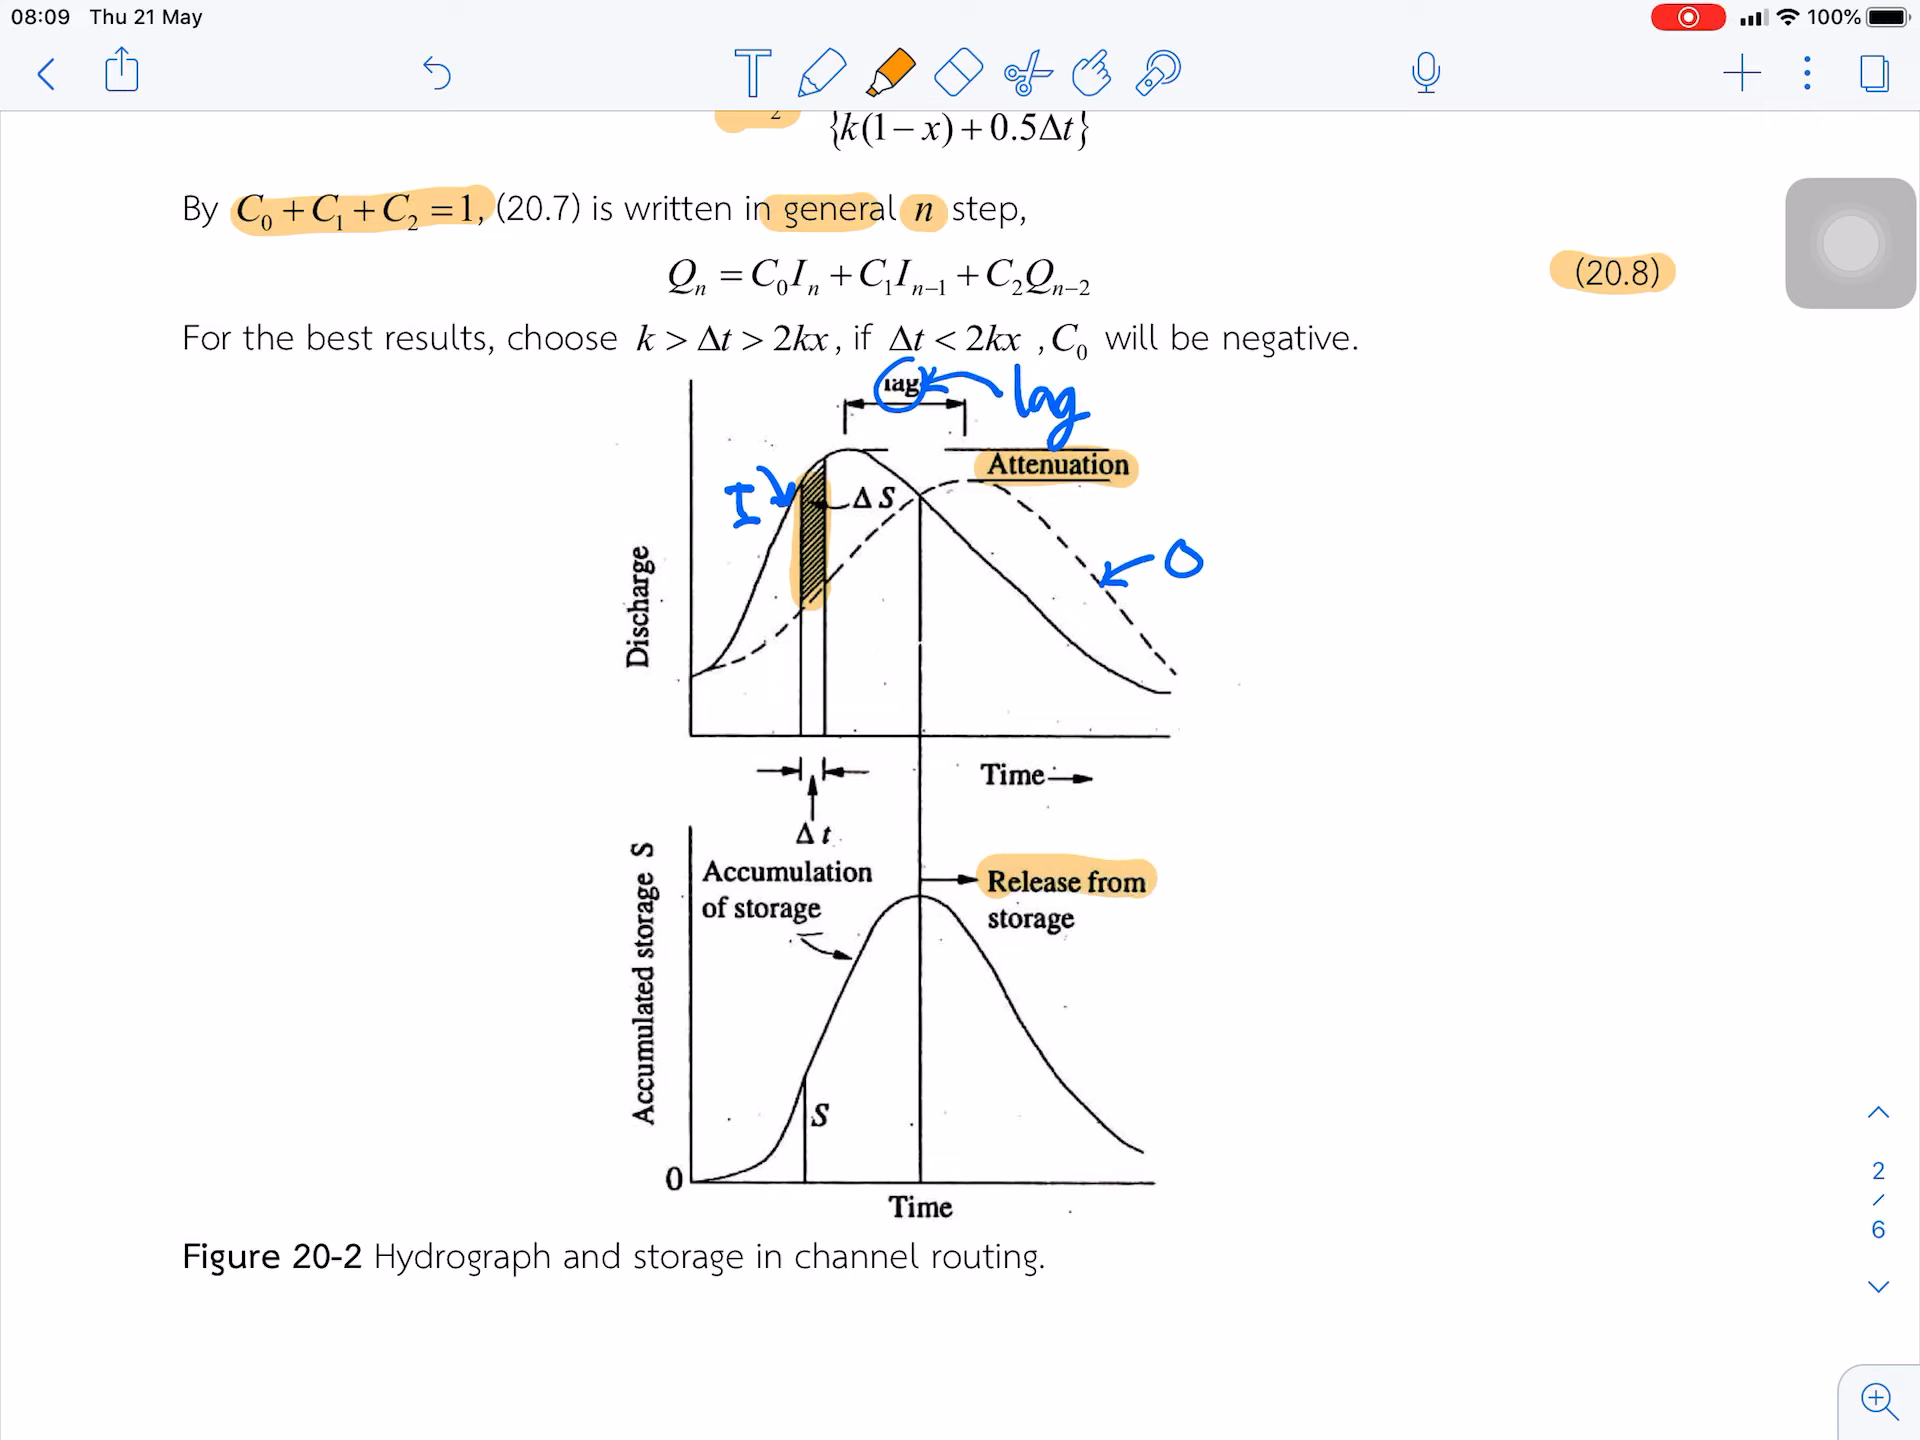 08:09 Thu 21 May
100%
T
2
{k(1−x)+0.5Δt}
By C₀+C₁+C₂=1, (20.7) is written in general n step,
Qₙ = C₀Iₙ + C₁Iₙ₋₁ + C₂Qₙ₋₂ (20.8)
For the best results, choose k > Δt > 2kx, if Δt < 2kx , C₀ will be negative.
lag
lag
Attenuation
I
ΔS
O
Discharge
Time
Δt
Accumulated storage S
Accumulation
of storage
Release from
storage
S
0
Time
2
/
6
Figure 20-2 Hydrograph and storage in channel routing.